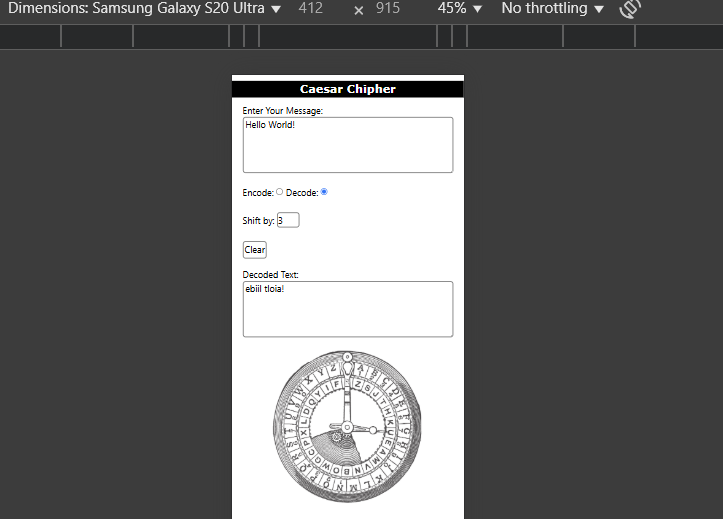 Dimensions: Samsung Galaxy S20 Ultra ▼ 412 × 915 45% ▼ No throttling ▼
Caesar Chipher
Enter Your Message:
Hello World!
Encode: Decode:
Shift by: 3
Clear
Decoded Text:
ebiil tloia!